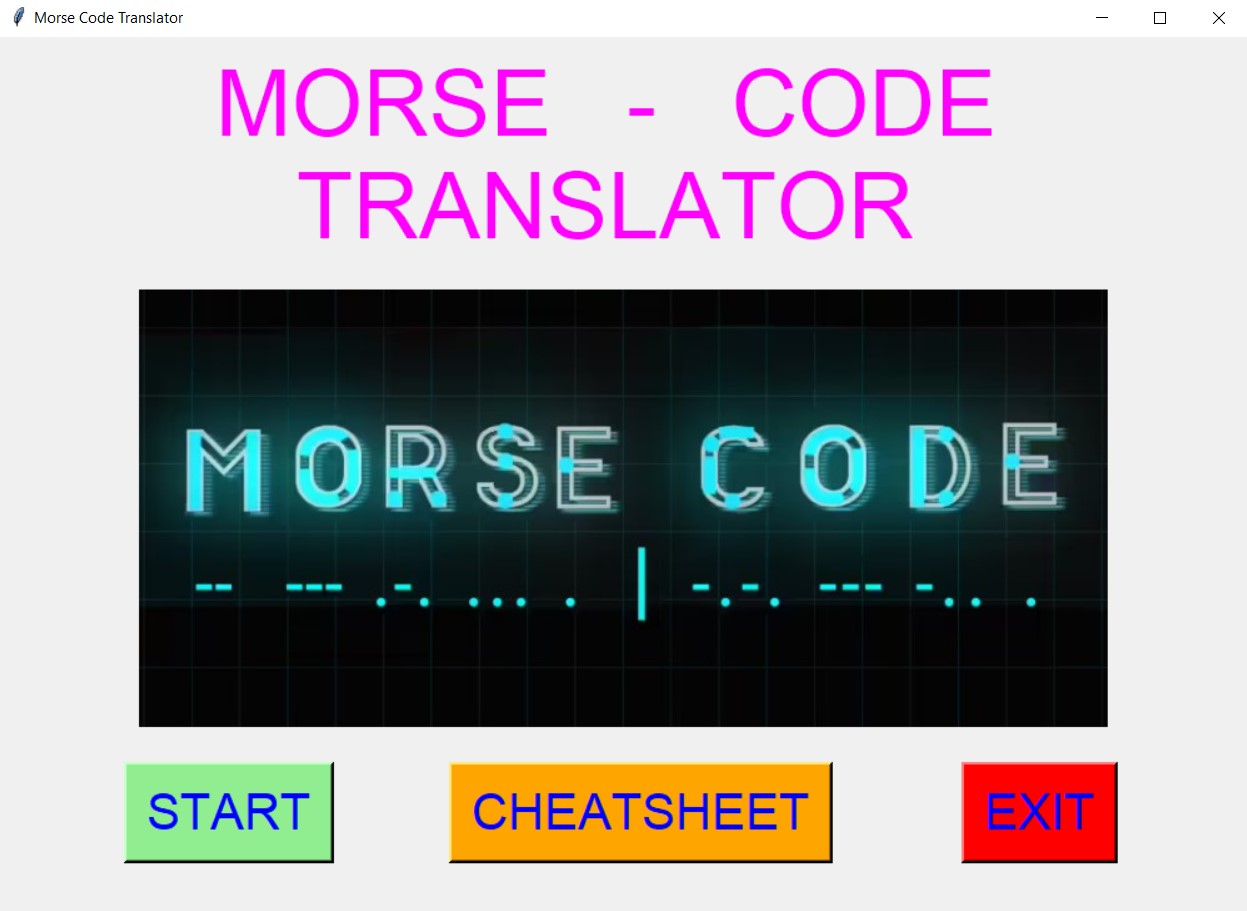 Morse Code Translator
MORSE - CODE
TRANSLATOR
MORSE CODE
-- --- .-. ... . | -.-. --- -.. .
START
CHEATSHEET
EXIT